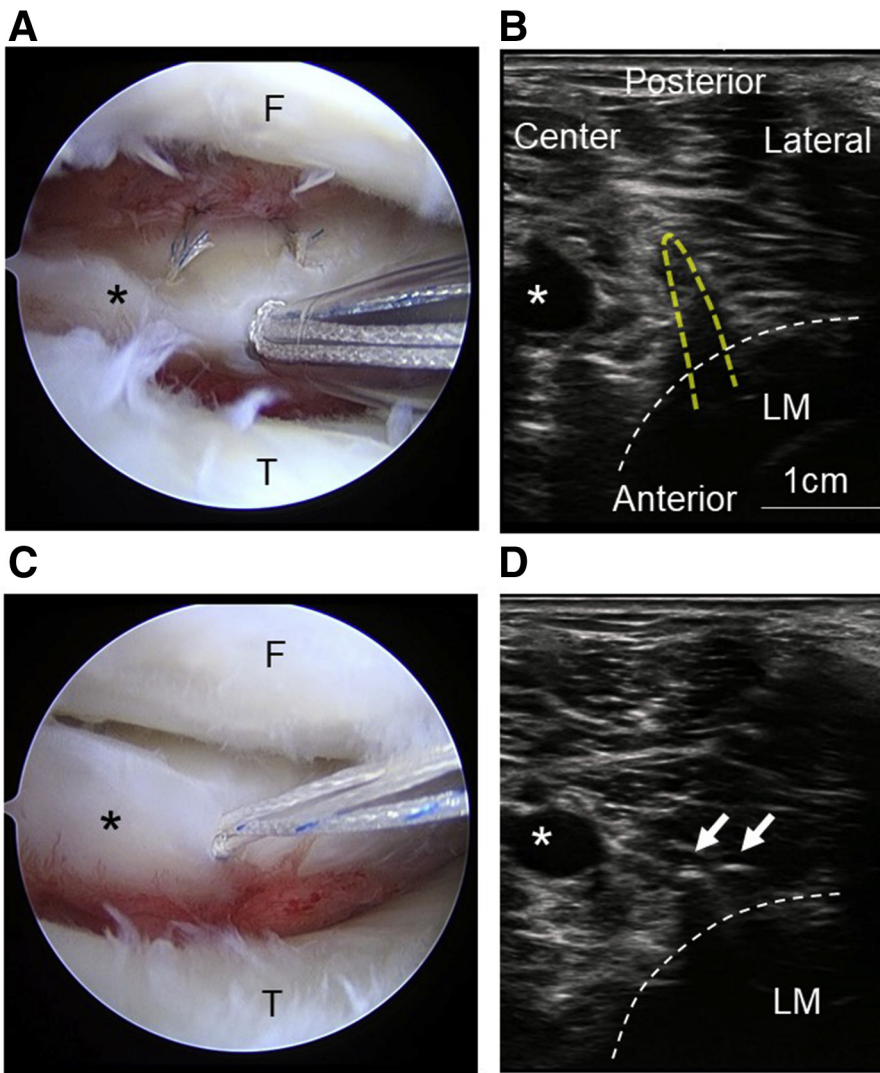 A
F
*
T
B
Posterior
Center
Lateral
*
LM
Anterior
1cm
C
F
*
T
D
*
LM